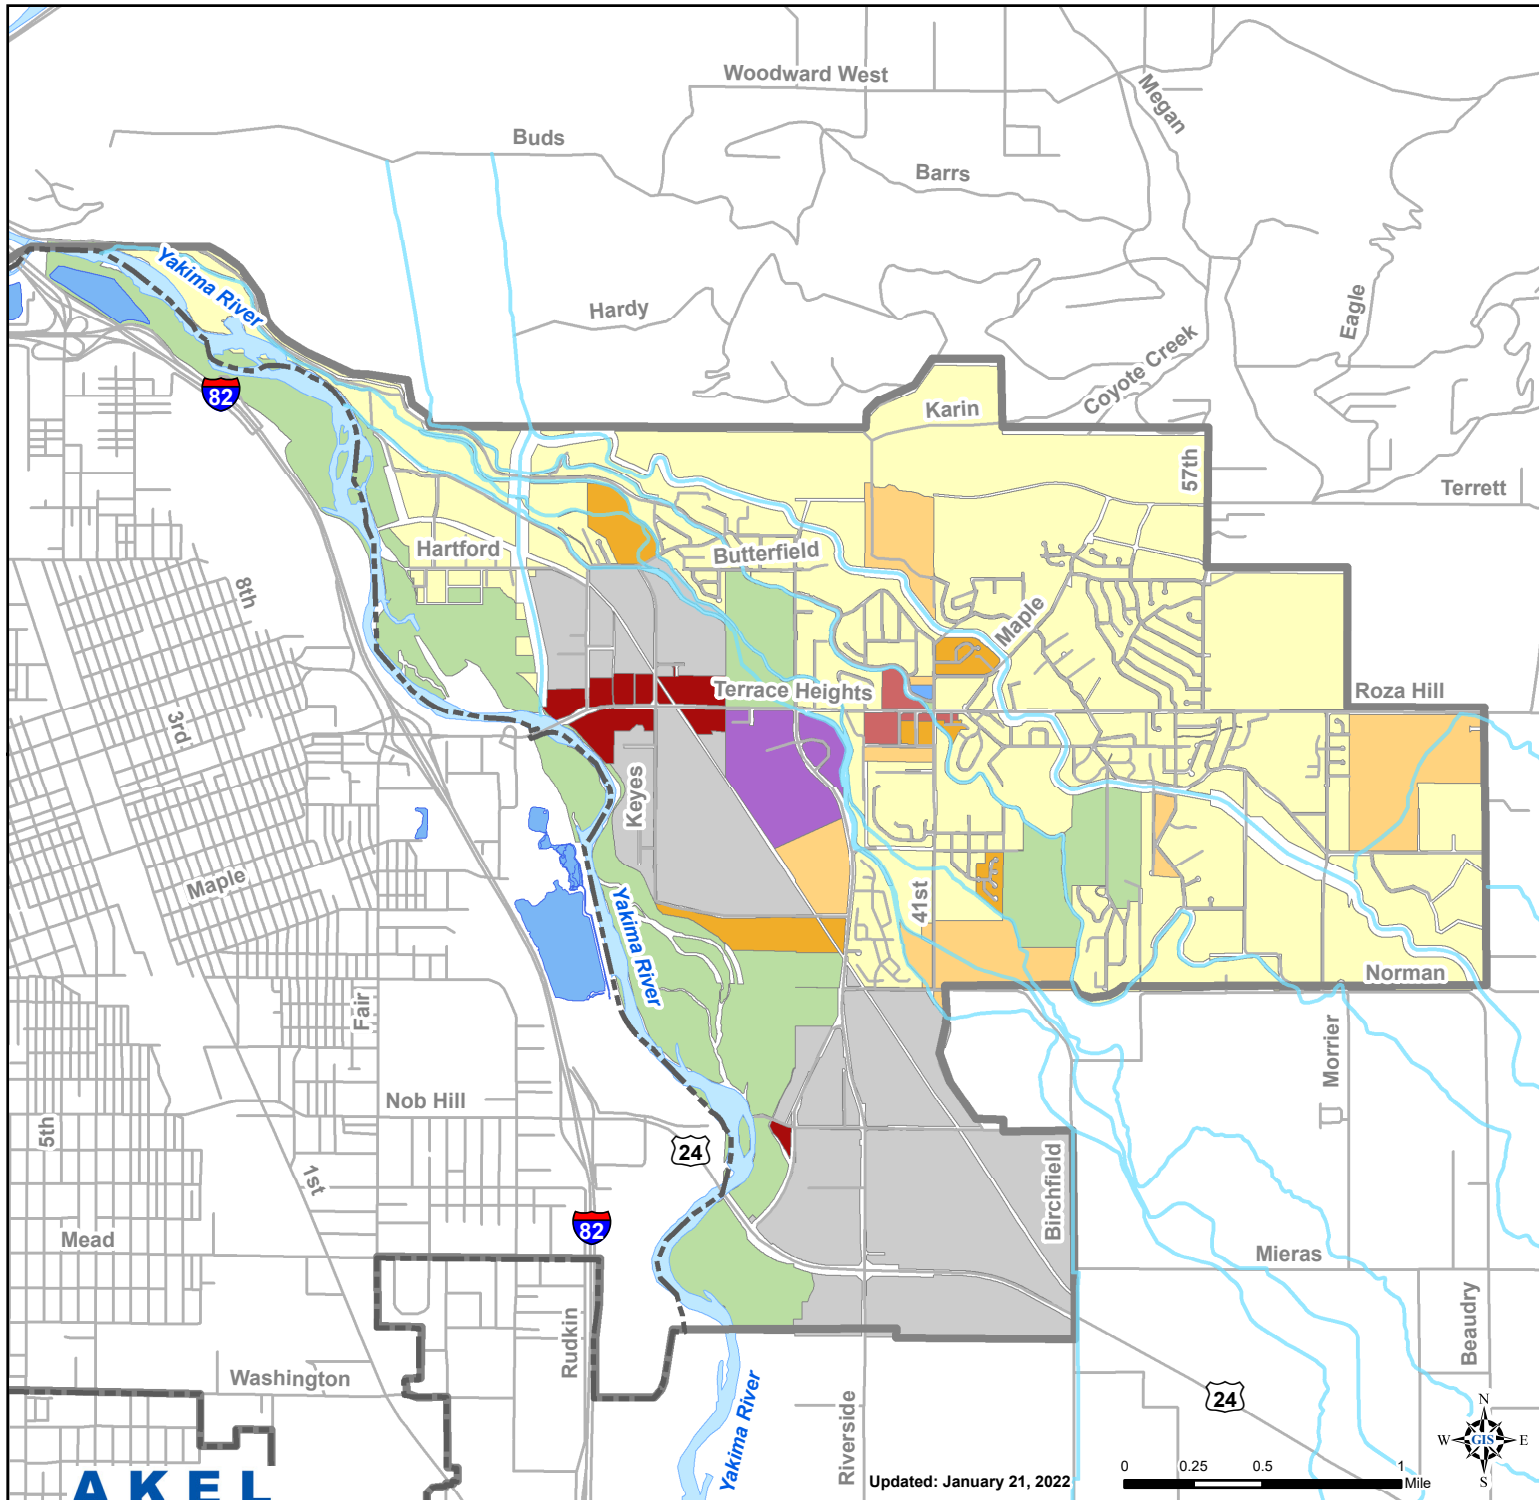 Woodward West
Megan
Buds
Barrs
Yakima River
Hardy
Eagle
82
Coyote Creek
Karin
57th
Terrett
Hartford
Butterfield
8th
Maple
Terrace Heights
Roza Hill
3rd
Keyes
Maple
41st
Yakima River
Norman
Fair
Morrier
Nob Hill
5th
24
1st
Birchfield
82
Mead
Mieras
Rudkin
Beaudry
Washington
Yakima River
Riverside
24
N
W GIS E
S
0 0.25 0.5 1
Mile
Updated: January 21, 2022
AKEL